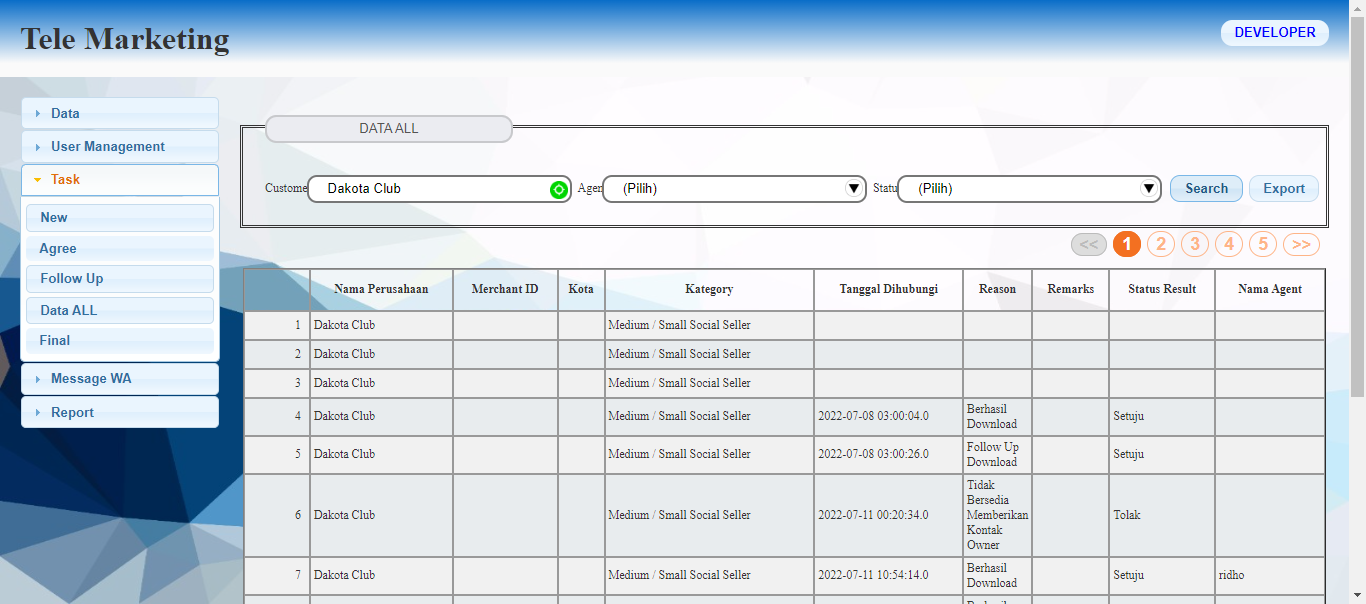 Tele Marketing
DEVELOPER
Data
User Management
Task
New
Agree
Follow Up
Data ALL
Final
Message WA
Report
DATA ALL
Custome Dakota Club Agen (Pilih) Statu (Pilih) Search Export
<< 1 2 3 4 5 >>
Nama Perusahaan Merchant ID Kota Kategory Tanggal Dihubungi Reason Remarks Status Result Nama Agent
1 Dakota Club Medium / Small Social Seller
2 Dakota Club Medium / Small Social Seller
3 Dakota Club Medium / Small Social Seller
4 Dakota Club Medium / Small Social Seller 2022-07-08 03:00:04.0 Berhasil Setuju
Download
5 Dakota Club Medium / Small Social Seller 2022-07-08 03:00:26.0 Follow Up Setuju
Download
6 Dakota Club Medium / Small Social Seller 2022-07-11 00:20:34.0 Tidak Tolak
Bersedia
Memberikan
Kontak
Owner
7 Dakota Club Medium / Small Social Seller 2022-07-11 10:54:14.0 Berhasil Setuju ridho
Download